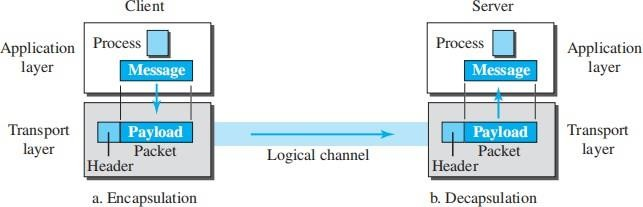 Client
Server
Application
layer
Process
Message
Process
Message
Application
layer
Transport
layer
Payload
Packet
Header
Logical channel
Payload
Packet
Header
Transport
layer
a. Encapsulation
b. Decapsulation